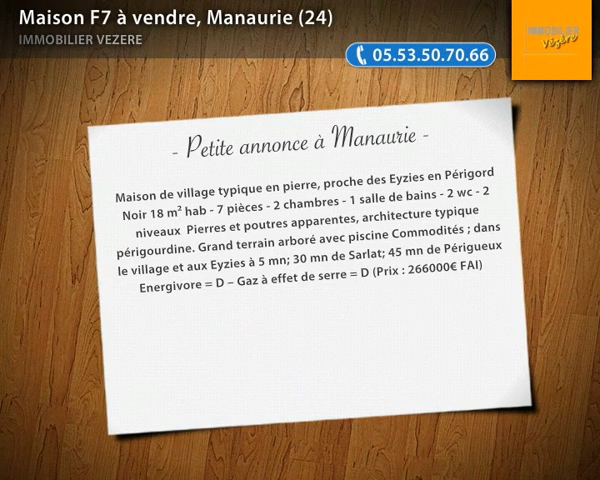 Maison F7 à vendre, Manaurie (24)
IMMOBILIER VEZERE
IMMOBILIER
Vézère
05.53.50.70.66
- Petite annonce à Manaurie -
Maison de village typique en pierre, proche des Eyzies en Périgord
Noir 18 m² hab - 7 pièces - 2 chambres - 1 salle de bains - 2 wc - 2
niveaux Pierres et poutres apparentes, architecture typique
périgourdine. Grand terrain arboré avec piscine Commodités ; dans
le village et aux Eyzies à 5 mn; 30 mn de Sarlat; 45 mn de Périgueux
Energivore = D – Gaz à effet de serre = D (Prix : 266000€ FAI)